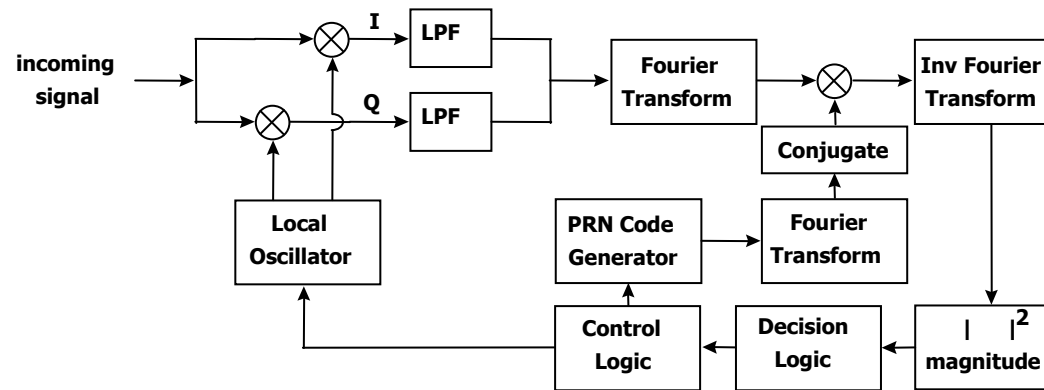 I
LPF
incoming
signal
Fourier
Transform
Inv Fourier
Transform
Q
LPF
Conjugate
Local
Oscillator
PRN Code
Generator
Fourier
Transform
Control
Logic
Decision
Logic
| |2
magnitude